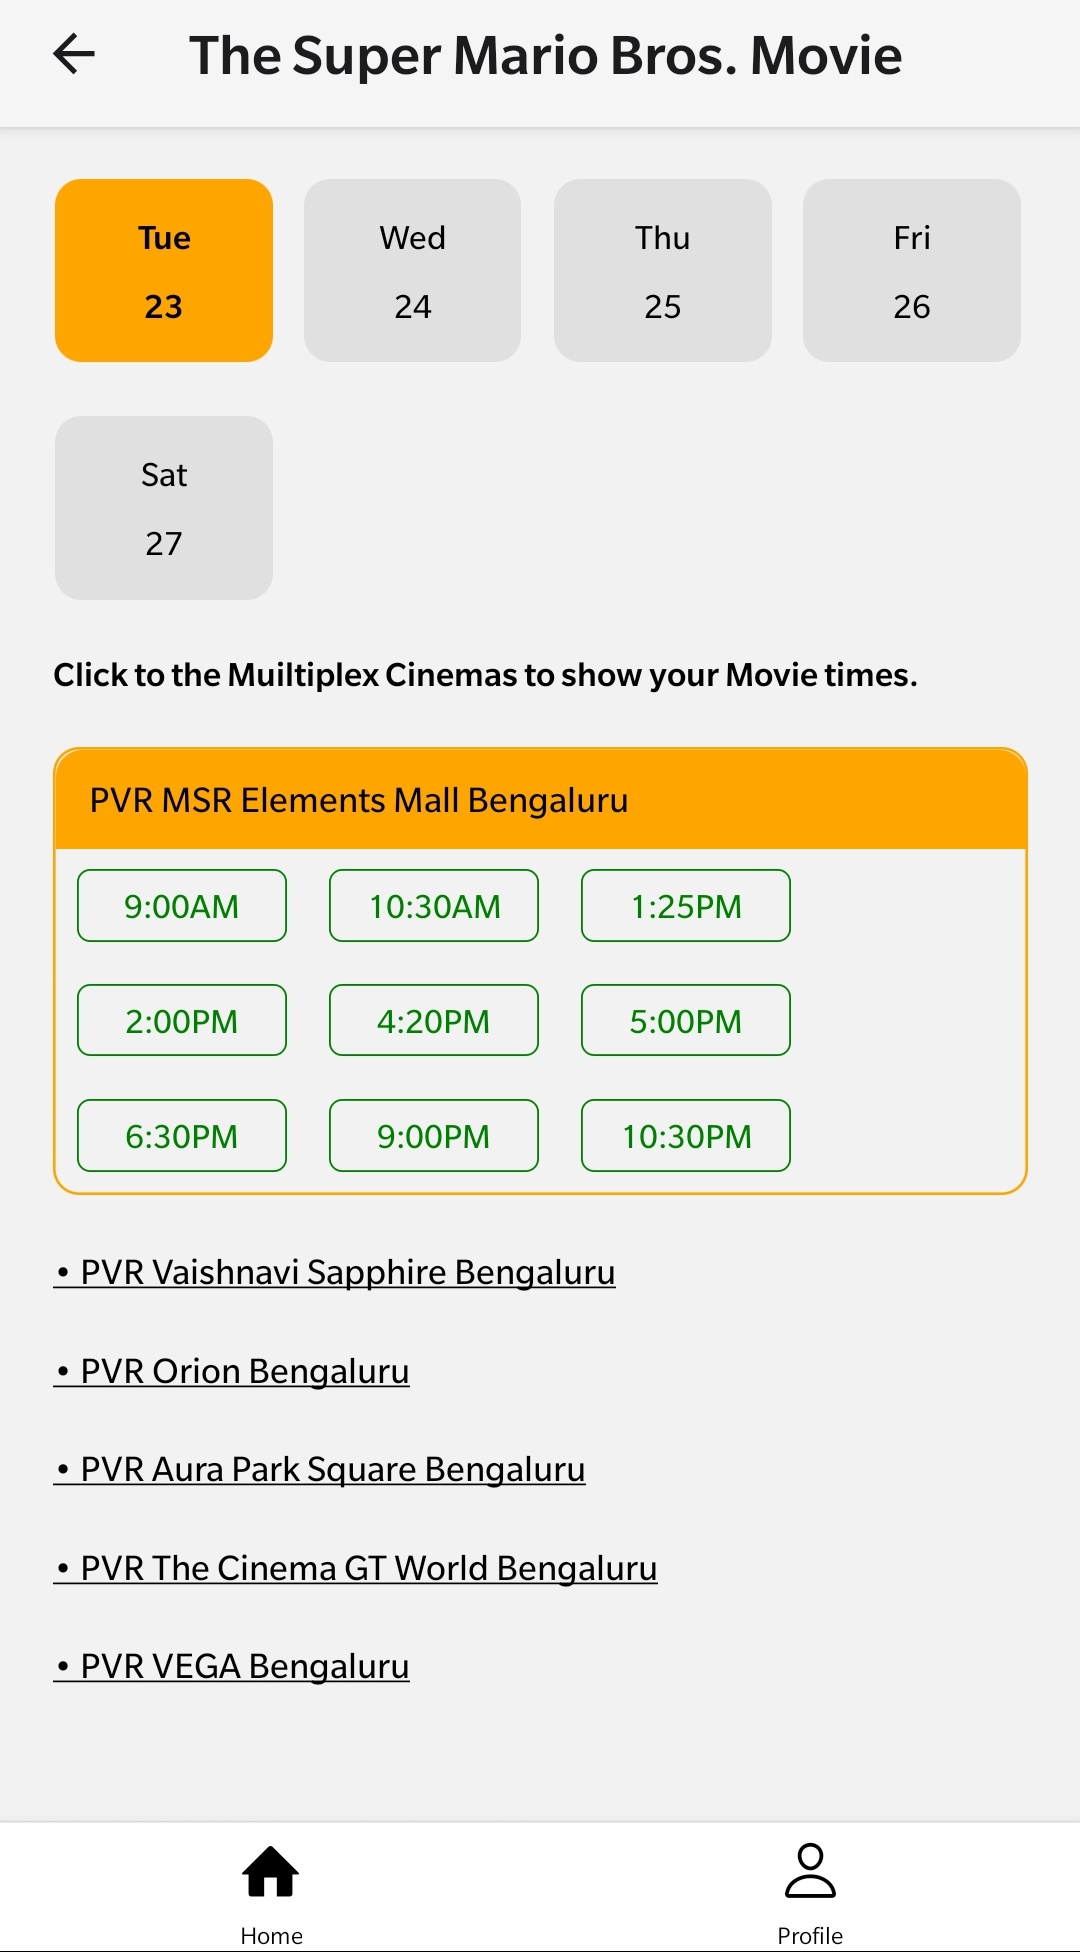 The Super Mario Bros. Movie
Tue Wed Thu Fri
23 24 25 26
Sat
27
Click to the Muiltiplex Cinemas to show your Movie times.
PVR MSR Elements Mall Bengaluru
9:00AM 10:30AM 1:25PM
2:00PM 4:20PM 5:00PM
6:30PM 9:00PM 10:30PM
• PVR Vaishnavi Sapphire Bengaluru
• PVR Orion Bengaluru
• PVR Aura Park Square Bengaluru
• PVR The Cinema GT World Bengaluru
• PVR VEGA Bengaluru
Home Profile